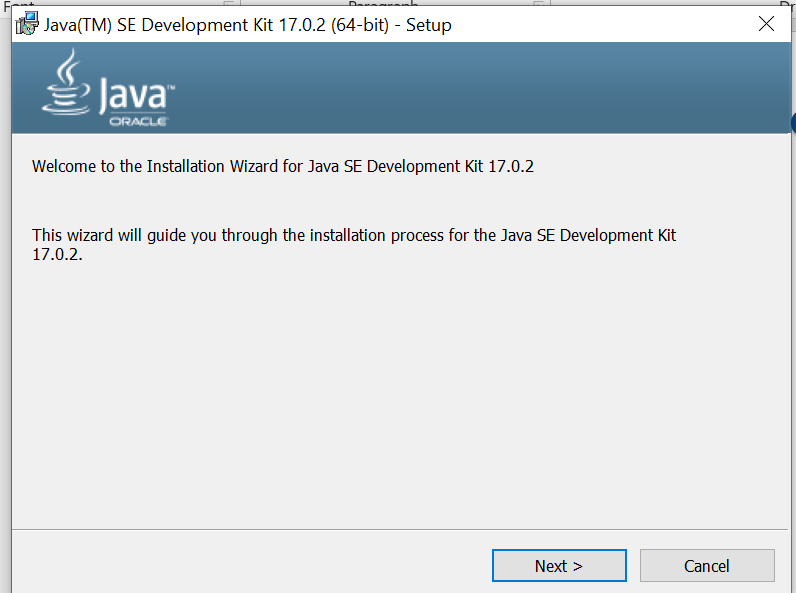 Java(TM) SE Development Kit 17.0.2 (64-bit) - Setup
Java™
ORACLE
Welcome to the Installation Wizard for Java SE Development Kit 17.0.2
This wizard will guide you through the installation process for the Java SE Development Kit
17.0.2.
Next >
Cancel